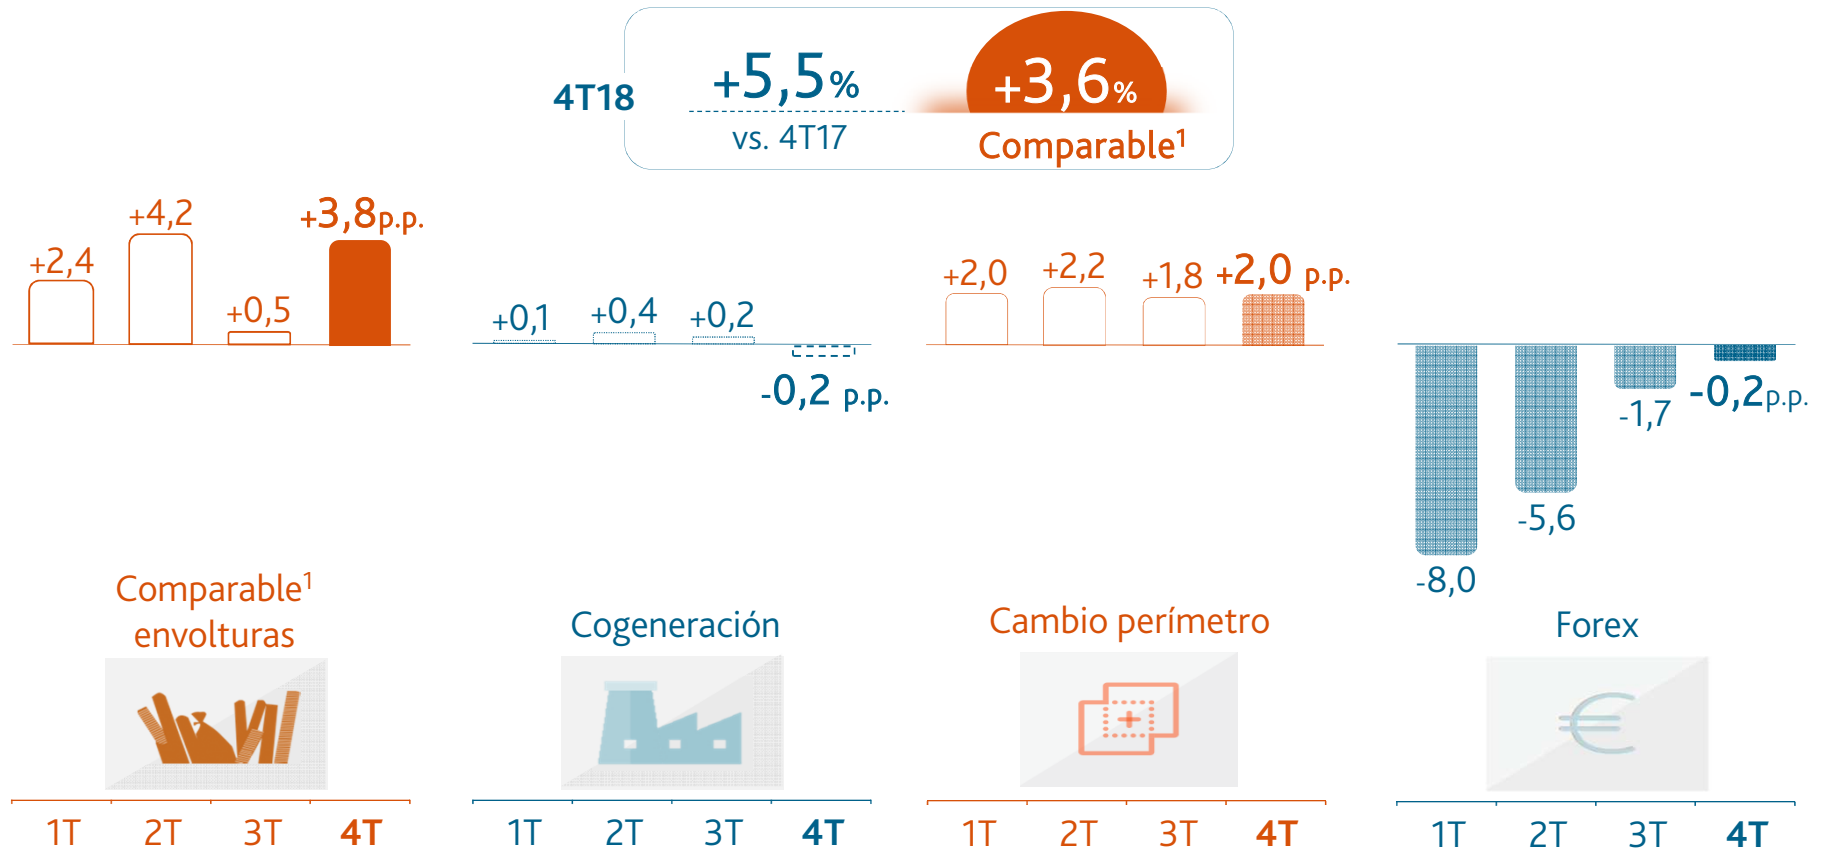 4T18
+5,5%
vs. 4T17
+3,6%
Comparable¹
+2,4
+4,2
+0,5
+3,8p.p.
+0,1
+0,4
+0,2
-0,2 p.p.
+2,0
+2,2
+1,8
+2,0 p.p.
-8,0
-5,6
-1,7
-0,2p.p.
Comparable¹
envolturas
Cogeneración
Cambio perímetro
Forex
1T 2T 3T 4T
1T 2T 3T 4T
1T 2T 3T 4T
1T 2T 3T 4T